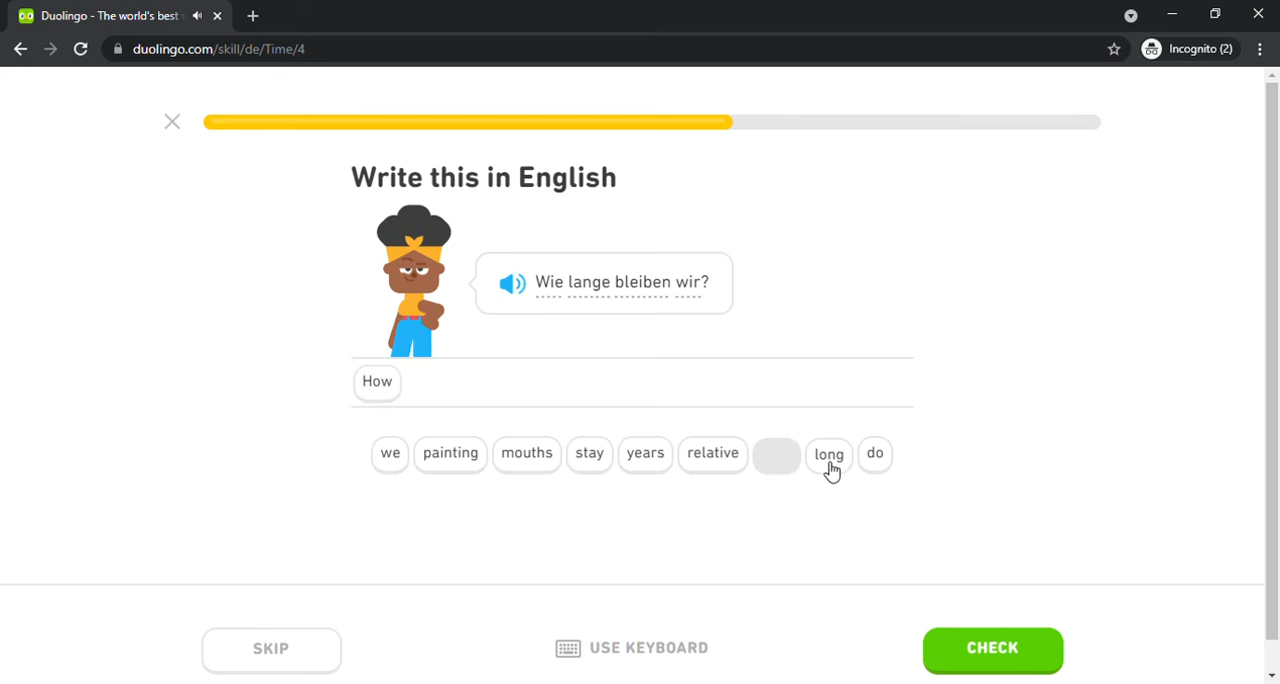 Duolingo - The world's best
duolingo.com/skill/de/Time/4
Incognito (2)
Write this in English
Wie lange bleiben wir?
How
we painting mouths stay years relative long do
SKIP
USE KEYBOARD
CHECK